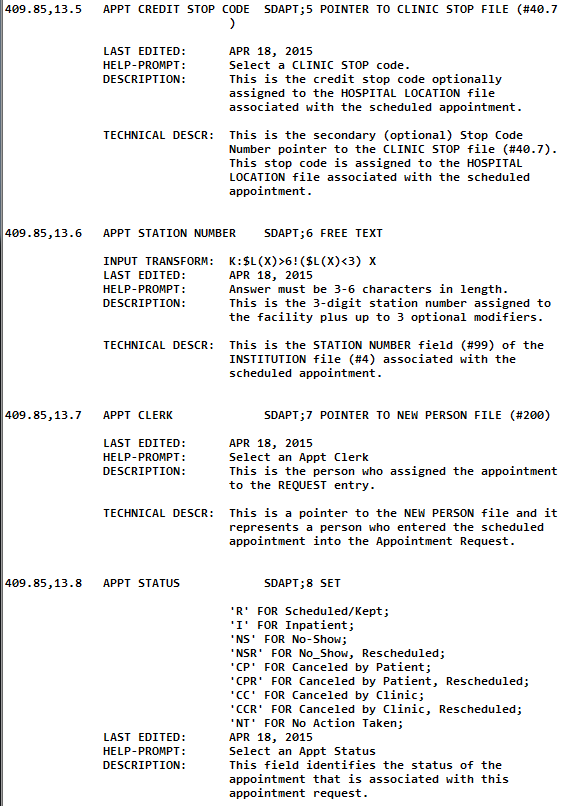 409.85,13.5   APPT CREDIT STOP CODE  SDAPT;5 POINTER TO CLINIC STOP FILE (#40.7
)
LAST EDITED:      APR 18, 2015
HELP-PROMPT:      Select a CLINIC STOP code.
DESCRIPTION:      This is the credit stop code optionally
assigned to the HOSPITAL LOCATION file
associated with the scheduled appointment.
TECHNICAL DESCR:  This is the secondary (optional) Stop Code
Number pointer to the CLINIC STOP file (#40.7).
This stop code is assigned to the HOSPITAL
LOCATION file associated with the scheduled
appointment.
409.85,13.6   APPT STATION NUMBER    SDAPT;6 FREE TEXT
INPUT TRANSFORM:  K:$L(X)>6!($L(X)<3) X
LAST EDITED:      APR 18, 2015
HELP-PROMPT:      Answer must be 3-6 characters in length.
DESCRIPTION:      This is the 3-digit station number assigned to
the facility plus up to 3 optional modifiers.
TECHNICAL DESCR:  This is the STATION NUMBER field (#99) of the
INSTITUTION file (#4) associated with the
scheduled appointment.
409.85,13.7   APPT CLERK             SDAPT;7 POINTER TO NEW PERSON FILE (#200)
LAST EDITED:      APR 18, 2015
HELP-PROMPT:      Select an Appt Clerk
DESCRIPTION:      This is the person who assigned the appointment
to the REQUEST entry.
TECHNICAL DESCR:  This is a pointer to the NEW PERSON file and it
represents a person who entered the scheduled
appointment into the Appointment Request.
409.85,13.8   APPT STATUS            SDAPT;8 SET
'R' FOR Scheduled/Kept;
'I' FOR Inpatient;
'NS' FOR No-Show;
'NSR' FOR No_Show, Rescheduled;
'CP' FOR Canceled by Patient;
'CPR' FOR Canceled by Patient, Rescheduled;
'CC' FOR Canceled by Clinic;
'CCR' FOR Canceled by Clinic, Rescheduled;
'NT' FOR No Action Taken;
LAST EDITED:      APR 18, 2015
HELP-PROMPT:      Select an Appt Status
DESCRIPTION:      This field identifies the status of the
appointment that is associated with this
appointment request.